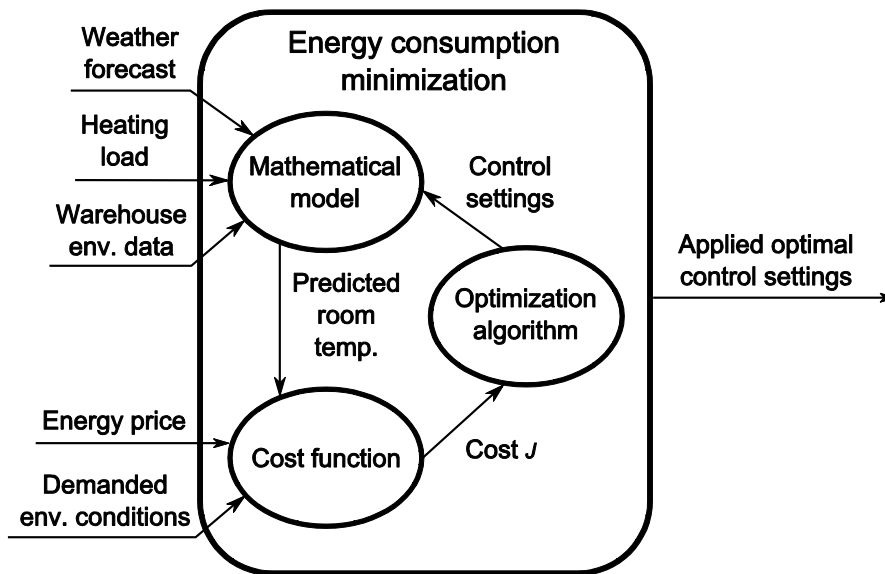 Weather
forecast
Energy consumption
minimization
Heating
load
Mathematical
model
Control
settings
Warehouse
env. data
Predicted
room
temp.
Optimization
algorithm
Applied optimal
control settings
Energy price
Cost function
Cost J
Demanded
env. conditions